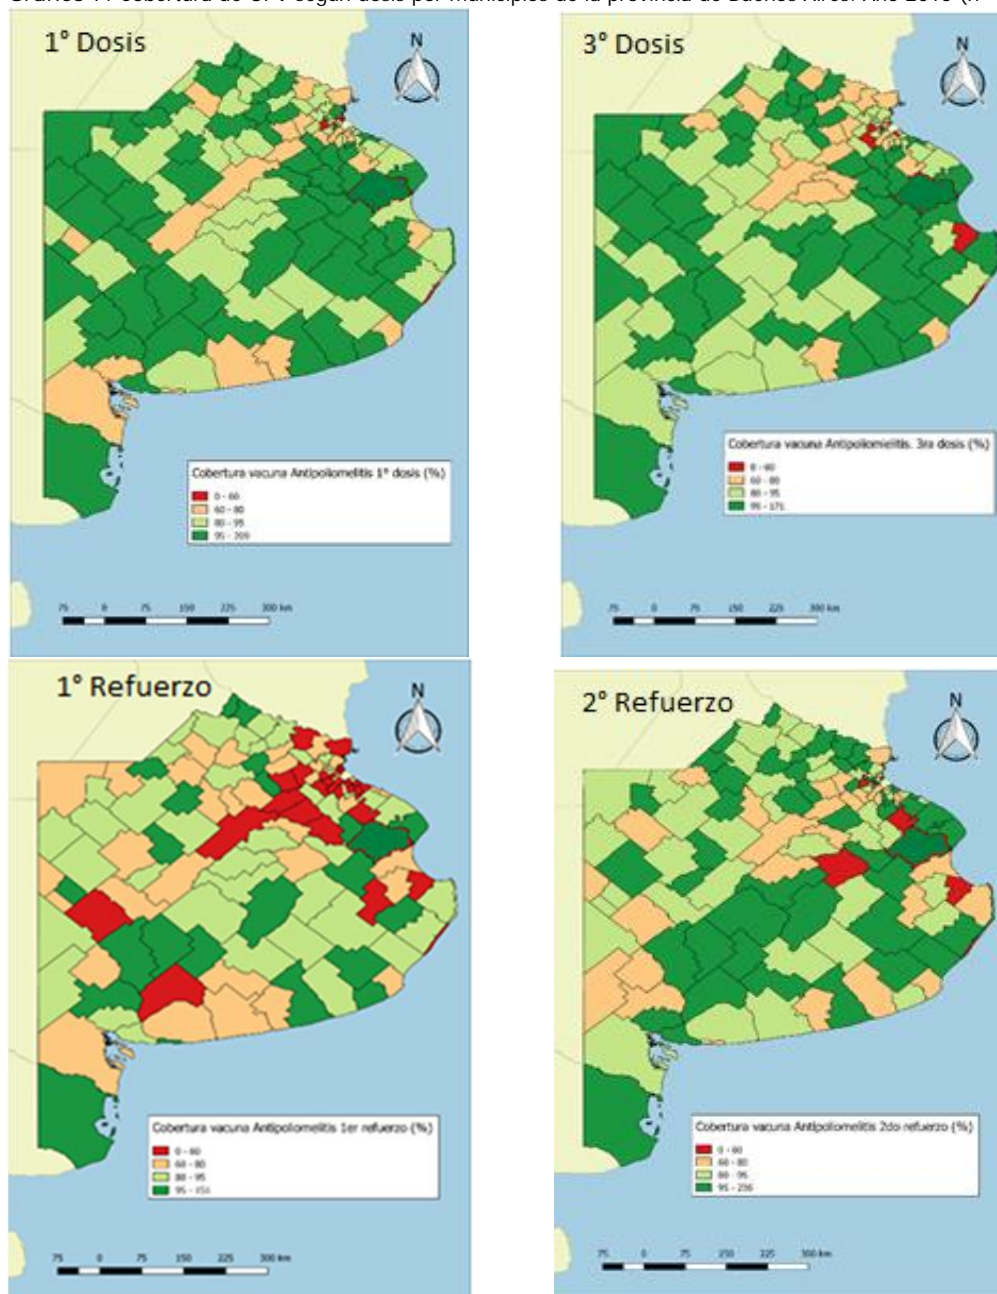 1° Dosis
N
Cobertura vacuna Antipoliomelitis 1° dosis (%)
0 - 60
60 - 80
80 - 95
75 0 75 150 225 300 km
3° Dosis
N
Cobertura vacuna Antipoliomielitis. 3ra dosis (%)
0 - 60
60 - 80
80 - 95
95 - 171
75 0 75 150 225 300 km
1° Refuerzo
N
Cobertura vacuna Antipoliomelitis 1er refuerzo (%)
0 - 60
60 - 80
80 - 95
75 0 75 150 225 300 km
2° Refuerzo
N
Cobertura vacuna Antipoliomelitis 2do refuerzo (%)
0 - 60
60 - 80
80 - 95
75 0 75 150 225 300 km